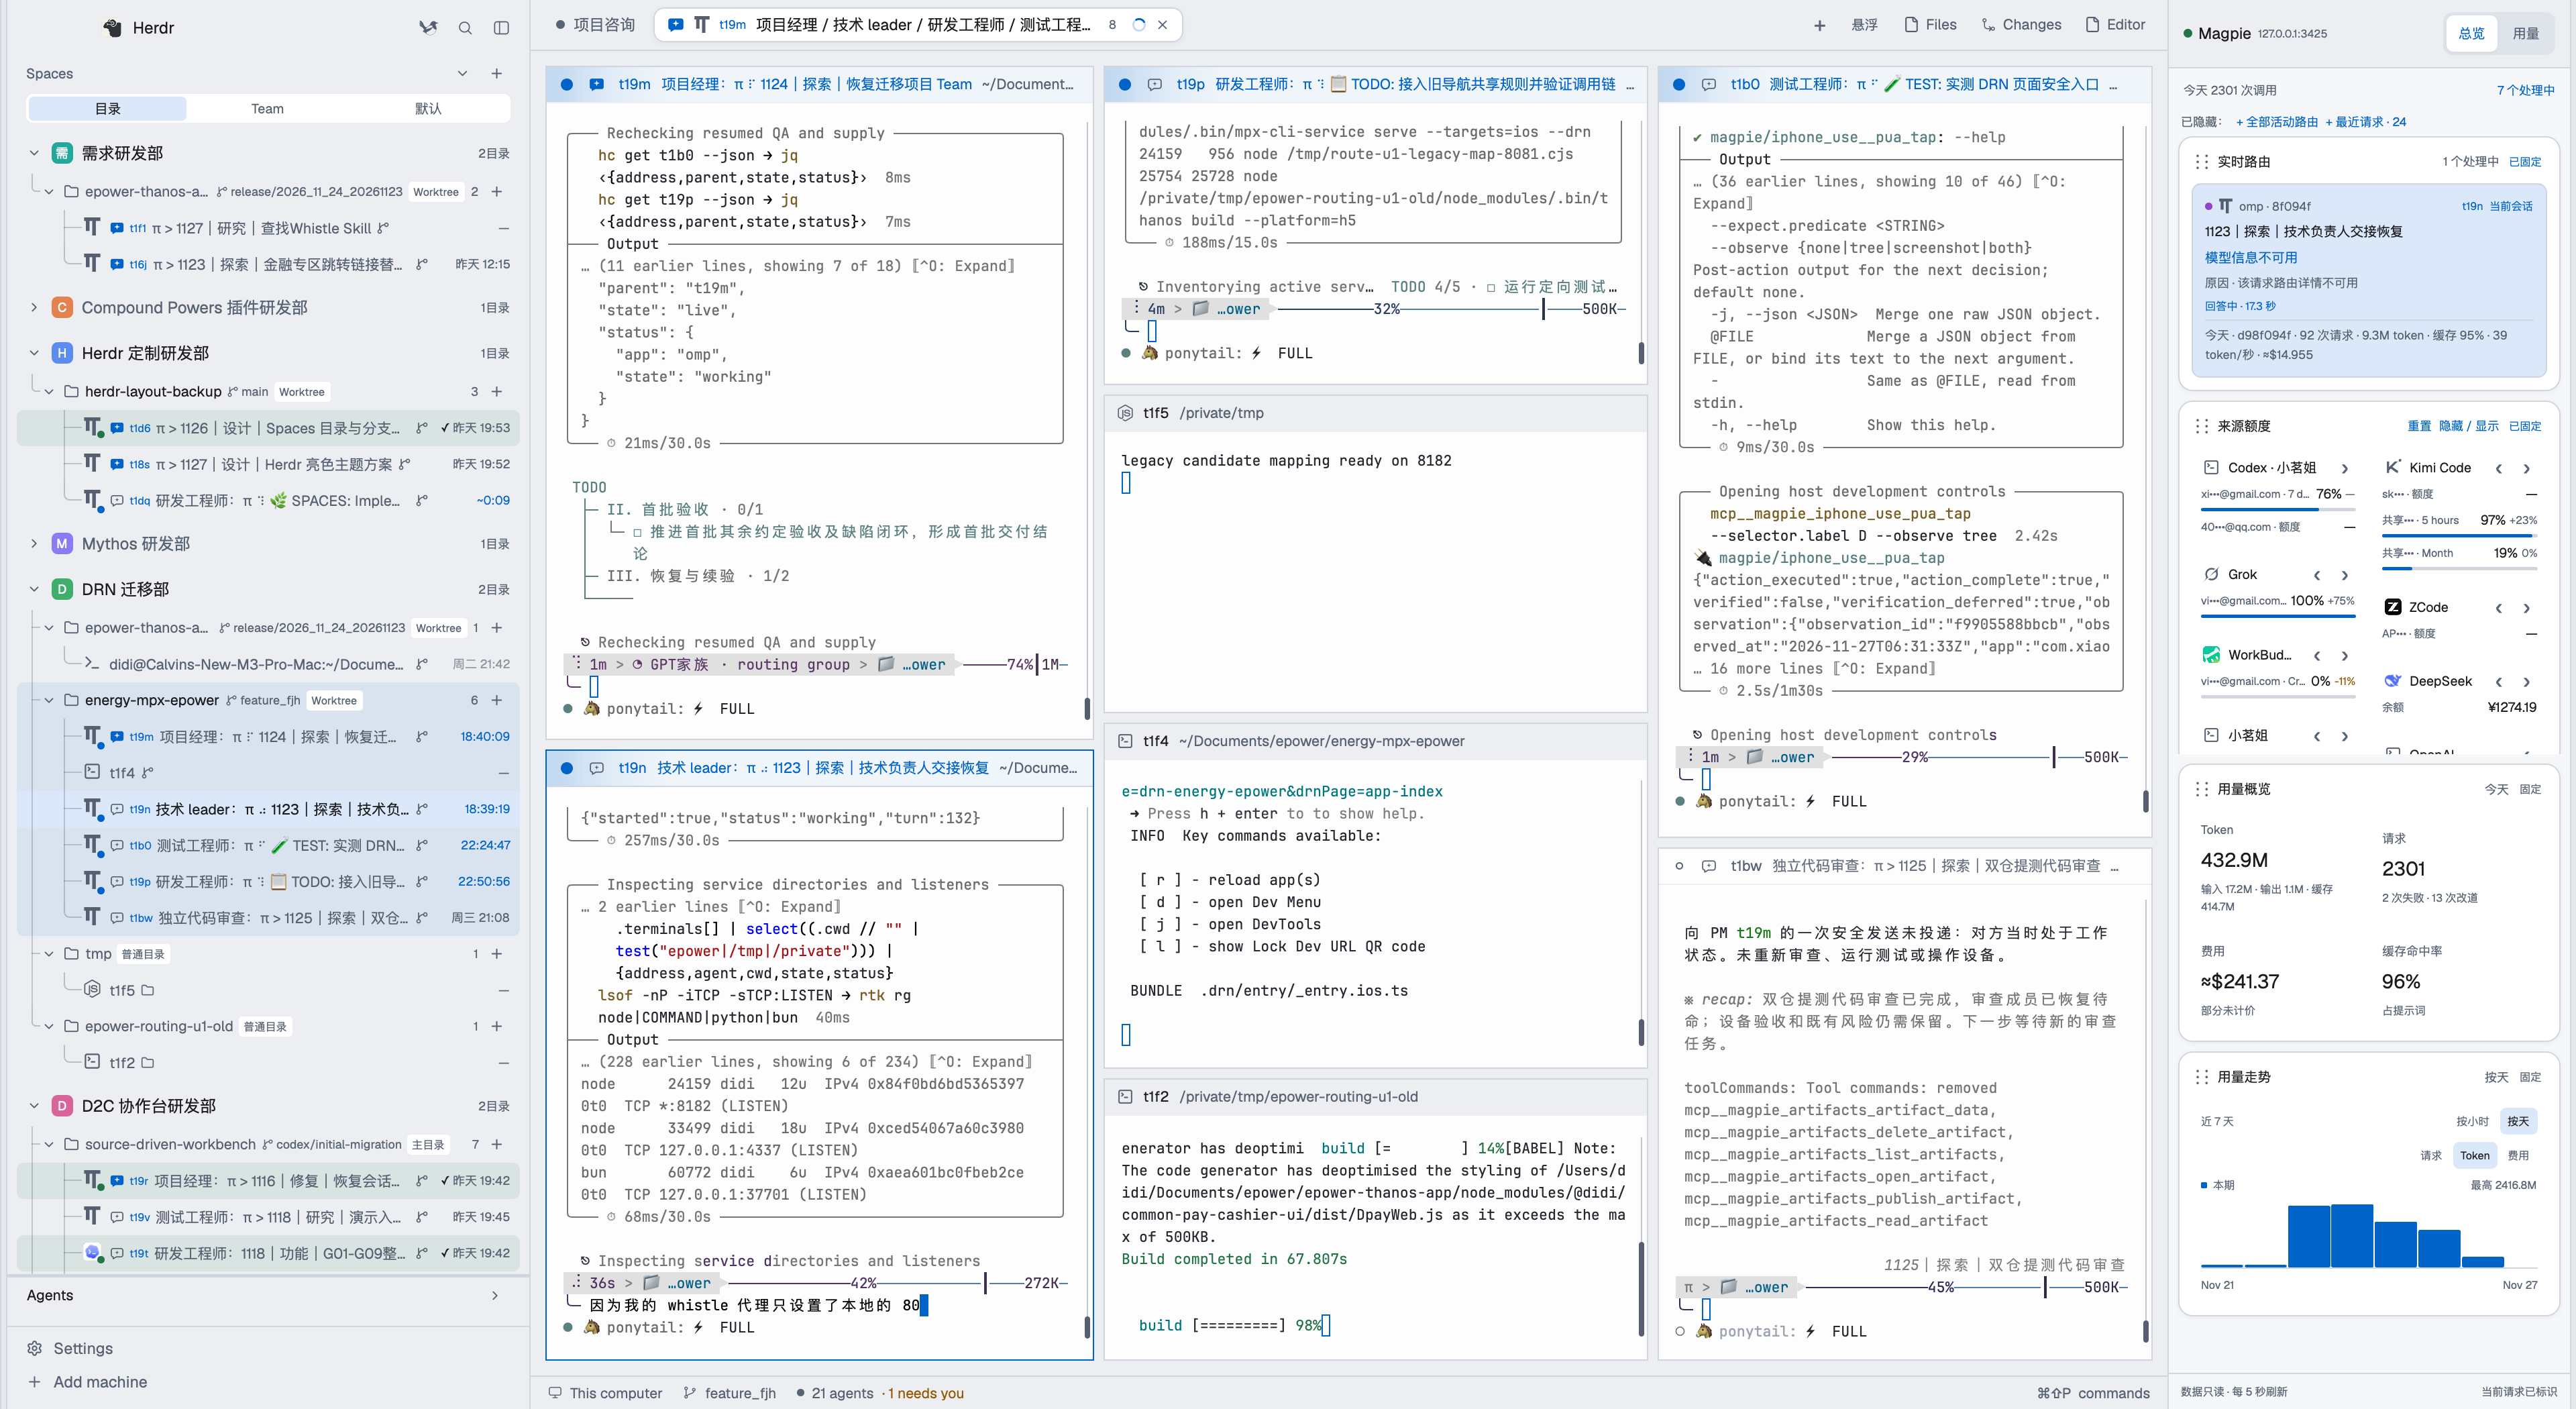 Herdr
Spaces
目录 Team 默认
需求研发部 2目录
epower-thanos-a... release/2026_11_24_20261123 Worktree 2 +
t1f1 π > 1127｜研究｜查找Whistle Skill —
t16j π > 1123｜探索｜金融专区跳转链接替... 昨天 12:15
C Compound Powers 插件研发部 1目录
H Herdr 定制研发部 1目录
herdr-layout-backup main Worktree 3 +
t1d6 π > 1126｜设计｜Spaces 目录与分支... ✓ 昨天 19:53
t18s π > 1127｜设计｜Herdr 亮色主题方案 昨天 19:52
t1dq 研发工程师：π SPACES: Imple... ~0:09
M Mythos 研发部 1目录
D DRN 迁移部 2目录
epower-thanos-a... release/2026_11_24_20261123 Worktree 1 +
didi@Calvins-New-M3-Pro-Mac:~/Docume... 周二 21:42
energy-mpx-epower feature_fjh Worktree 6 +
t19m 项目经理：π 1124｜探索｜恢复迁... 18:40:09
t1f4 —
t19n 技术 leader：π 1123｜探索｜技术负... 18:39:19
t1b0 测试工程师：π TEST: 实测 DRN... 22:24:47
t19p 研发工程师：π TODO: 接入旧导... 22:50:56
t1bw 独立代码审查：π > 1125｜探索｜双仓... 周三 21:08
tmp 普通目录 1 +
t1f5 —
epower-routing-u1-old 普通目录 1 +
t1f2 —
D D2C 协作台研发部 2目录
source-driven-workbench codex/initial-migration 主目录 7 +
t19r 项目经理：π > 1116｜修复｜恢复会话... ✓ 昨天 19:42
t19v 测试工程师：π > 1118｜研究｜演示入... 昨天 19:45
t19t 研发工程师：1118｜功能｜G01-G09整... ✓ 昨天 19:42
Agents
Settings
+ Add machine
项目咨询
t19m 项目经理 / 技术 leader / 研发工程师 / 测试工程... 8 ×
+ 悬浮 Files Changes Editor
t19m 项目经理：π 1124｜探索｜恢复迁移项目 Team ~/Document...
Rechecking resumed QA and supply
hc get t1b0 --json → jq
‹{address,parent,state,status}› 8ms
hc get t19p --json → jq
‹{address,parent,state,status}› 7ms
Output
… (11 earlier lines, showing 7 of 18) ⟦^O: Expand⟧
"parent": "t19m",
"state": "live",
"status": {
"app": "omp",
"state": "working"
}
}
21ms/30.0s
TODO
II. 首批验收 · 0/1
□ 推进首批其余约定验收及缺陷闭环，形成首批交付结
论
III. 恢复与续验 · 1/2
Rechecking resumed QA and supply
1m > GPT家族 · routing group > …ower 74% 1M
ponytail: ⚡ FULL
t19n 技术 leader：π 1123｜探索｜技术负责人交接恢复 ~/Docume...
{"started":true,"status":"working","turn":132}
257ms/30.0s
Inspecting service directories and listeners
… 2 earlier lines ⟦^O: Expand⟧
.terminals[] | select((.cwd // "" |
test("epower|/tmp|/private"))) |
{address,agent,cwd,state,status}
lsof -nP -iTCP -sTCP:LISTEN → rtk rg
node|COMMAND|python|bun 40ms
Output
… (228 earlier lines, showing 6 of 234) ⟦^O: Expand⟧
node 24159 didi 12u IPv4 0x84f0bd6bd5365397
0t0 TCP *:8182 (LISTEN)
node 33499 didi 18u IPv4 0xced54067a60c3980
0t0 TCP 127.0.0.1:4337 (LISTEN)
bun 60772 didi 6u IPv4 0xaea601bc0fbeb2ce
0t0 TCP 127.0.0.1:37701 (LISTEN)
68ms/30.0s
Inspecting service directories and listeners
36s > …ower 42% 272K
因为我的 whistle 代理只设置了本地的 80
ponytail: ⚡ FULL
t19p 研发工程师：π TODO: 接入旧导航共享规则并验证调用链 ...
dules/.bin/mpx-cli-service serve --targets=ios --drn
24159 956 node /tmp/route-u1-legacy-map-8081.cjs
25754 25728 node
/private/tmp/epower-routing-u1-old/node_modules/.bin/t
hanos build --platform=h5
188ms/15.0s
Inventorying active serv… TODO 4/5 · □ 运行定向测试…
4m > …ower 32% 500K
ponytail: ⚡ FULL
t1f5 /private/tmp
legacy candidate mapping ready on 8182
t1f4 ~/Documents/epower/energy-mpx-epower
e=drn-energy-epower&drnPage=app-index
→ Press h + enter to to show help.
INFO Key commands available:
[ r ] - reload app(s)
[ d ] - open Dev Menu
[ j ] - open DevTools
[ l ] - show Lock Dev URL QR code
BUNDLE .drn/entry/_entry.ios.ts
t1f2 /private/tmp/epower-routing-u1-old
enerator has deoptimi build [= ] 14%[BABEL] Note:
The code generator has deoptimised the styling of /Users/d
idi/Documents/epower/epower-thanos-app/node_modules/@didi/
common-pay-cashier-ui/dist/DpayWeb.js as it exceeds the ma
x of 500KB.
Build completed in 67.807s
build [=========] 98%
t1b0 测试工程师：π TEST: 实测 DRN 页面安全入口 ...
✔ magpie/iphone_use__pua_tap: --help
Output
… (36 earlier lines, showing 10 of 46) ⟦^O:
Expand⟧
--expect.predicate <STRING>
--observe {none|tree|screenshot|both}
Post-action output for the next decision;
default none.
-j, --json <JSON> Merge one raw JSON object.
@FILE Merge a JSON object from
FILE, or bind its text to the next argument.
- Same as @FILE, read from
stdin.
-h, --help Show this help.
9ms/30.0s
Opening host development controls
mcp__magpie_iphone_use_pua_tap
--selector.label D --observe tree 2.42s
magpie/iphone_use__pua_tap
{"action_executed":true,"action_complete":true,"
verified":false,"verification_deferred":true,"ob
servation":{"observation_id":"f9905588bbcb","obs
erved_at":"2026-11-27T06:31:33Z","app":"com.xiao
… 16 more lines ⟦^O: Expand⟧
2.5s/1m30s
Opening host development controls
1m > …ower 29% 500K
ponytail: ⚡ FULL
t1bw 独立代码审查：π > 1125｜探索｜双仓提测代码审查 ...
向 PM t19m 的一次安全发送未投递：对方当时处于工作
状态。未重新审查、运行测试或操作设备。
※ recap: 双仓提测代码审查已完成，审查成员已恢复待
命；设备验收和既有风险仍需保留。下一步等待新的审查
任务。
toolCommands: Tool commands: removed
mcp__magpie_artifacts_artifact_data,
mcp__magpie_artifacts_delete_artifact,
mcp__magpie_artifacts_list_artifacts,
mcp__magpie_artifacts_open_artifact,
mcp__magpie_artifacts_publish_artifact,
mcp__magpie_artifacts_read_artifact
1125｜探索｜双仓提测代码审查
π > …ower 45% 500K
ponytail: ⚡ FULL
This computer feature_fjh 21 agents · 1 needs you ⌘⇧P commands
Magpie 127.0.0.1:3425 总览 用量
今天 2301 次调用 7 个处理中
已隐藏： + 全部活动路由 + 最近请求 · 24
实时路由 1 个处理中 已固定
omp · 8f094f t19n 当前会话
1123｜探索｜技术负责人交接恢复
模型信息不可用
原因 · 该请求路由详情不可用
回答中 · 17.3 秒
今天 · d98f094f · 92 次请求 · 9.3M token · 缓存 95% · 39
token/秒 · ≈$14.955
来源额度 重置 隐藏 / 显示 已固定
Codex · 小茗姐
xi•••@gmail.com · 7 d... 76% —
40•••@qq.com · 额度 —
Kimi Code
sk••• · 额度 —
共享••• · 5 hours 97% +23%
共享••• · Month 19% 0%
Grok
vi•••@gmail.com... 100% +75%
ZCode
AP••• · 额度 —
WorkBud...
vi•••@gmail.com · Cr... 0% -11%
DeepSeek
余额 ¥1274.19
小茗姐
OpenAI
用量概览 今天 固定
Token
432.9M
输入 17.2M · 输出 1.1M · 缓存
414.7M
请求
2301
2 次失败 · 13 次改道
费用
≈$241.37
部分未计价
缓存命中率
96%
占提示词
用量走势 按天 固定
近 7 天 按小时 按天
请求 Token 费用
本期 最高 2416.8M
Nov 21 Nov 27
数据只读 · 每 5 秒刷新 当前请求已标识